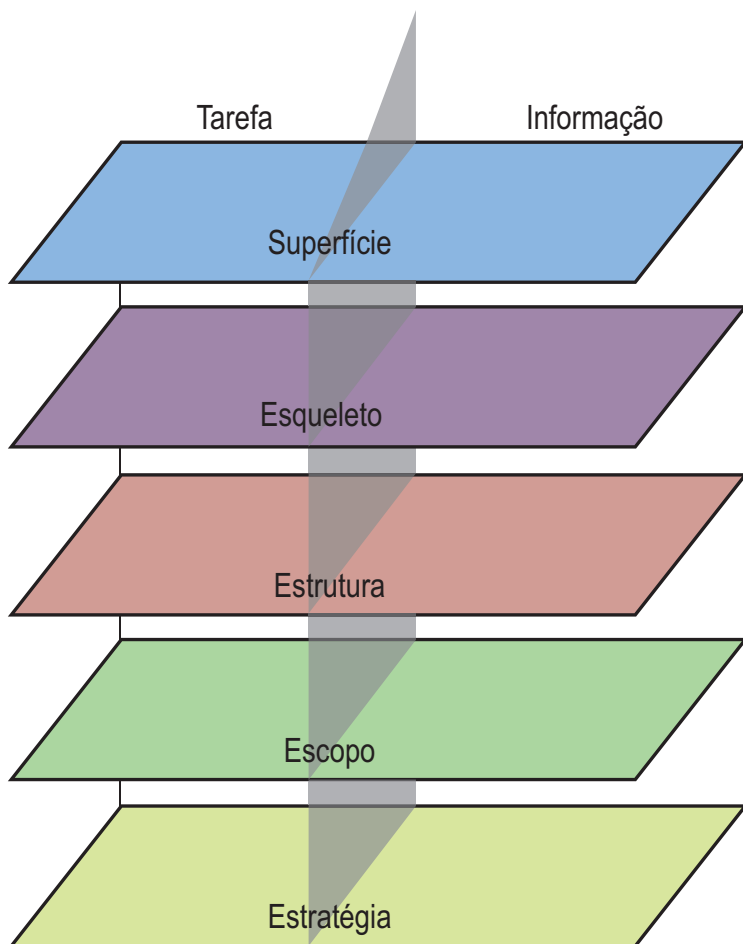 Tarefa
Informação
Superfície
Esqueleto
Estrutura
Escopo
Estratégia